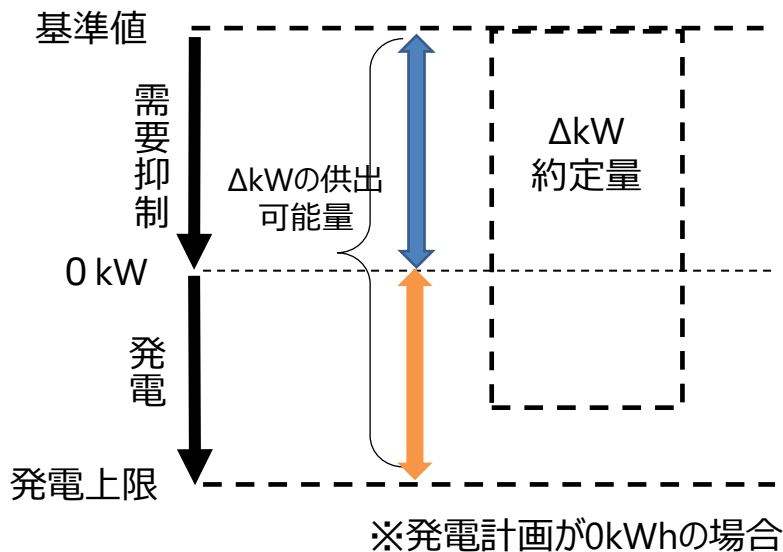 基準値
需要抑制
ΔkWの供出
可能量
ΔkW
約定量
0 kW
発電
発電上限
※発電計画が0kWhの場合